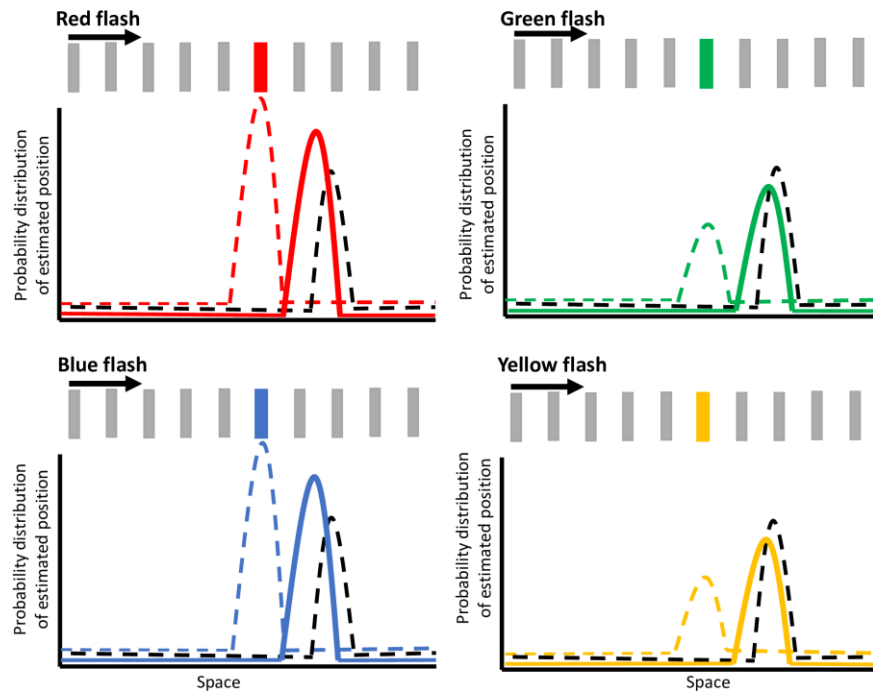 Red flash
Green flash
Probability distribution
of estimated position
Probability distribution
of estimated position
Blue flash
Yellow flash
Probability distribution
of estimated position
Probability distribution
of estimated position
Space
Space